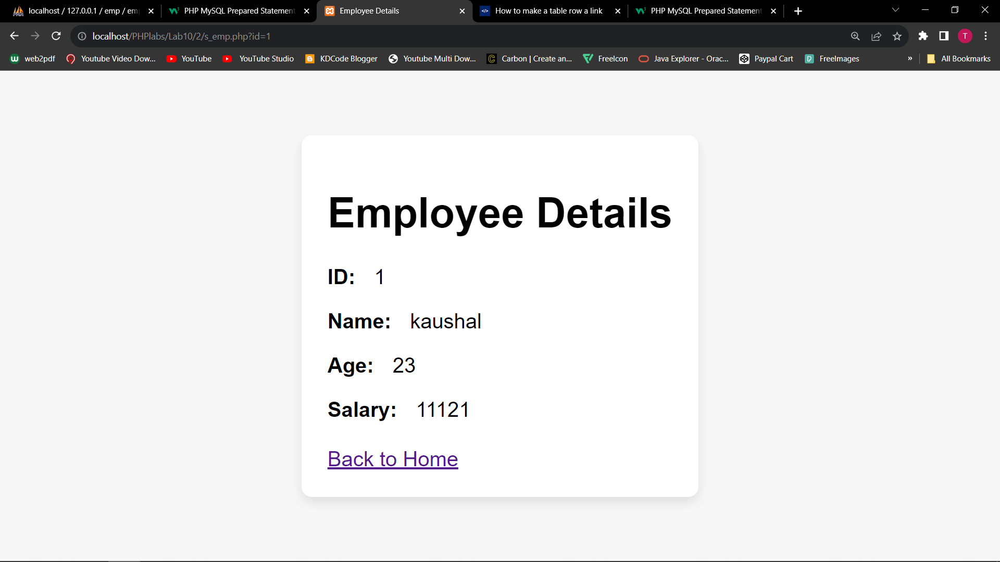 localhost / 127.0.0.1 / emp / em
PHP MySQL Prepared Statement
Employee Details
How to make a table row a link
PHP MySQL Prepared Statement
localhost/PHPlabs/Lab10/2/s_emp.php?id=1
T
web2pdf
Youtube Video Dow...
YouTube
YouTube Studio
KDCode Blogger
Youtube Multi Dow...
Carbon | Create an...
FreeIcon
Java Explorer - Orac...
Paypal Cart
FreeImages
»
All Bookmarks
Employee Details
ID: 1
Name: kaushal
Age: 23
Salary: 11121
Back to Home